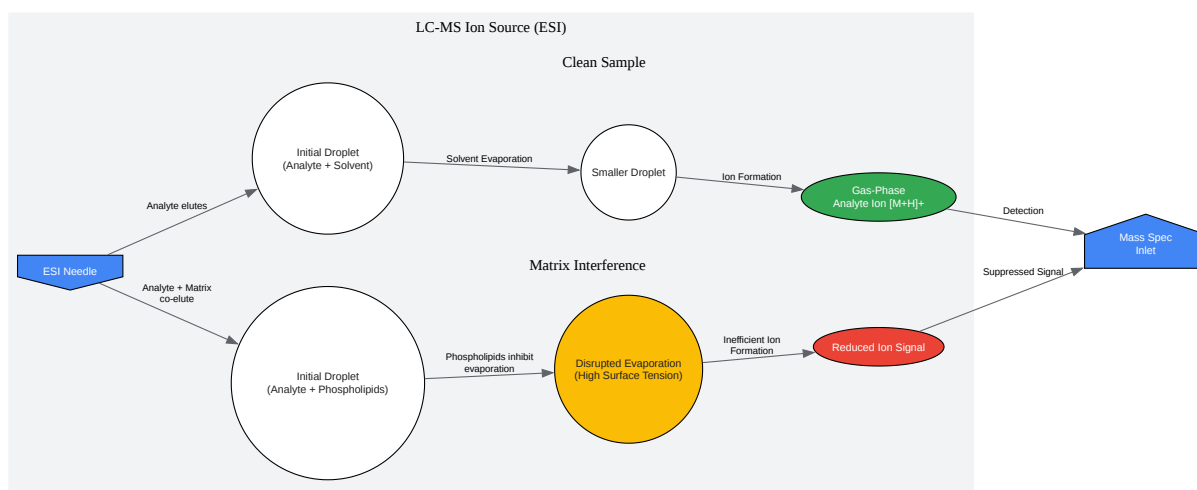 LC-MS Ion Source (ESI)
Clean Sample
Initial Droplet
(Analyte + Solvent)
Solvent Evaporation
Smaller Droplet
Ion Formation
Gas-Phase
Analyte Ion [M+H]+
Detection
Analyte elutes
Mass Spec
Inlet
ESI Needle
Matrix Interference
Suppressed Signal
Analyte + Matrix
co-elute
Initial Droplet
(Analyte + Phospholipids)
Phospholipids inhibit
evaporation
Disrupted Evaporation
(High Surface Tension)
Inefficient Ion
Formation
Reduced Ion Signal